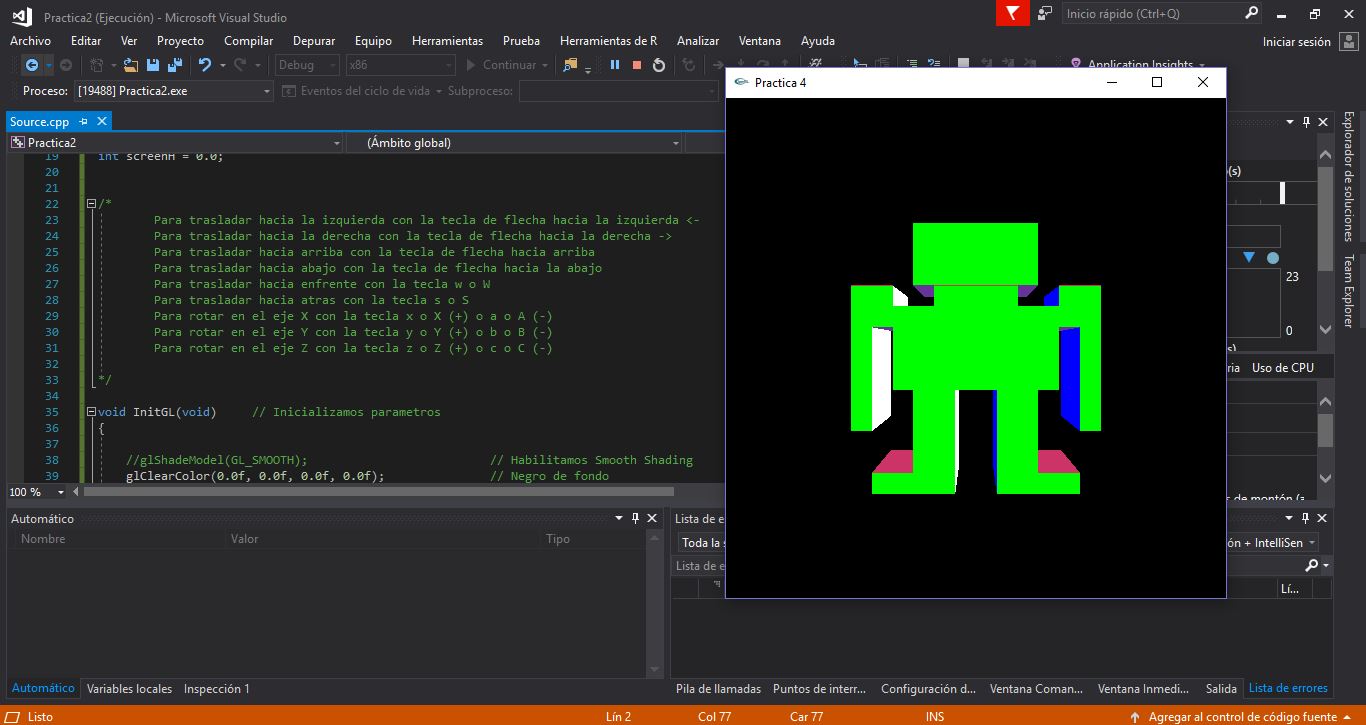 Practica2 (Ejecución) - Microsoft Visual Studio
Inicio rápido (Ctrl+Q)
Archivo Editar Ver Proyecto Compilar Depurar Equipo Herramientas Prueba Herramientas de R Analizar Ventana Ayuda
Iniciar sesión
Debug x86 Continuar Application Insights
Proceso: [19488] Practica2.exe Eventos del ciclo de vida Subproceso:
Practica 4
Source.cpp
Practica2 (Ámbito global)
19 int screenH = 0.0;
20
21
22 /*
23 Para trasladar hacia la izquierda con la tecla de flecha hacia la izquierda <-
24 Para trasladar hacia la derecha con la tecla de flecha hacia la derecha ->
25 Para trasladar hacia arriba con la tecla de flecha hacia arriba
26 Para trasladar hacia abajo con la tecla de flecha hacia la abajo
27 Para trasladar hacia enfrente con la tecla w o W
28 Para trasladar hacia atras con la tecla s o S
29 Para rotar en el eje X con la tecla x o X (+) o a o A (-)
30 Para rotar en el eje Y con la tecla y o Y (+) o b o B (-)
31 Para rotar en el eje Z con la tecla z o Z (+) o c o C (-)
32
33 */
34
35 void InitGL(void) // Inicializamos parametros
36 {
37
38 //glShadeModel(GL_SMOOTH); // Habilitamos Smooth Shading
39 glClearColor(0.0f, 0.0f, 0.0f, 0.0f); // Negro de fondo
100 %
(s)
23
0
ria Uso de CPU
s de montón (a
Explorador de soluciones
Team Explorer
Automático
Nombre Valor Tipo
Lista de e
Toda la s
ón + IntelliSen
Lista de e
Lí...
Automático Variables locales Inspección 1
Pila de llamadas Puntos de interr... Configuración d... Ventana Coman... Ventana Inmedi... Salida Lista de errores
Listo Lín 2 Col 77 Car 77 INS Agregar al control de código fuente